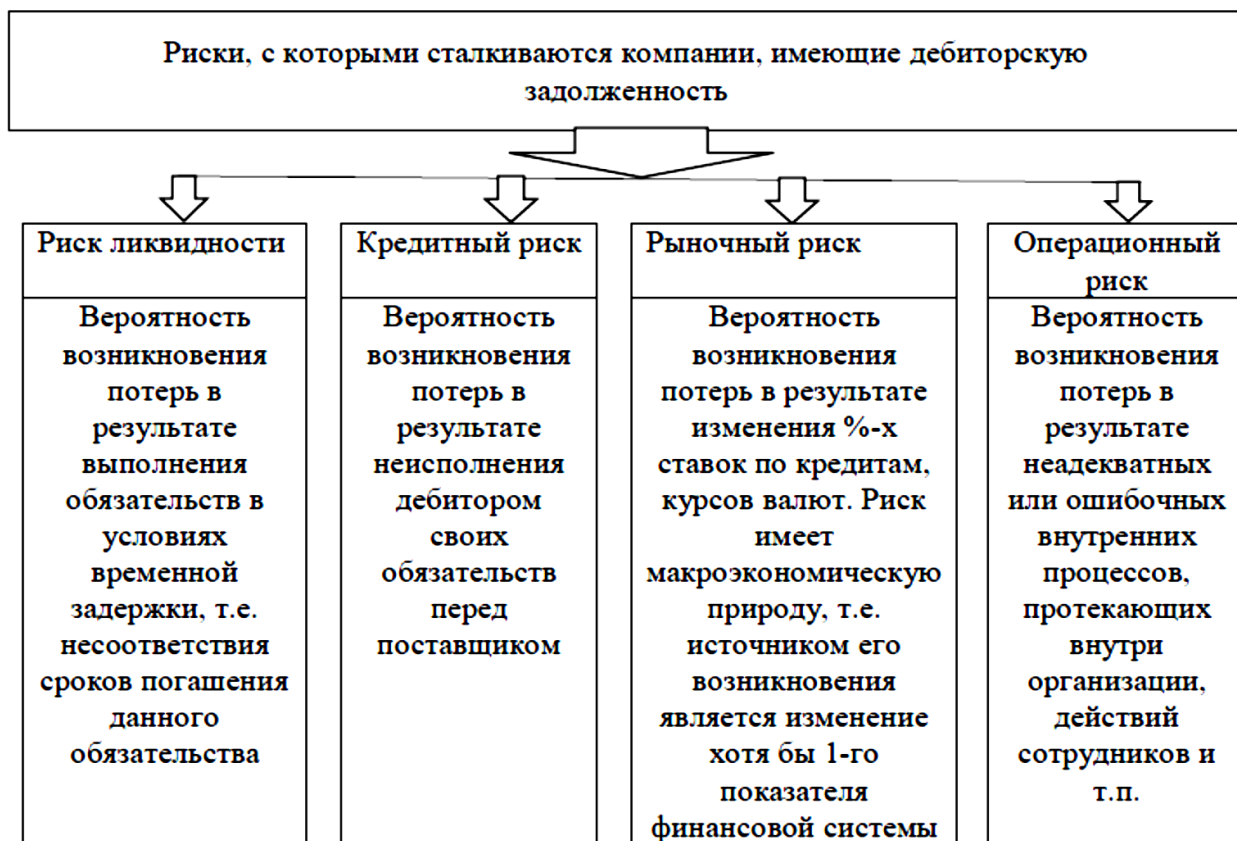 Риски, с которыми сталкиваются компании, имеющие дебиторскую
задолженность
Риск ликвидности
Вероятность
возникновения
потерь в
результате
выполнения
обязательств в
условиях
временной
задержки, т.е.
несоответствия
сроков погашения
данного
обязательства
Кредитный риск
Вероятность
возникновения
потерь в
результате
неисполнения
дебитором
своих
обязательств
перед
поставщиком
Рыночный риск
Вероятность
возникновения
потерь в результате
изменения %-х
ставок по кредитам,
курсов валют. Риск
имеет
макроэкономическую
природу, т.е.
источником его
возникновения
является изменение
хотя бы 1-го
показателя
финансовой системы
Операционный
риск
Вероятность
возникновения
потерь в
результате
неадекватных
или ошибочных
внутренних
процессов,
протекающих
внутри
организации,
действий
сотрудников и
т.п.